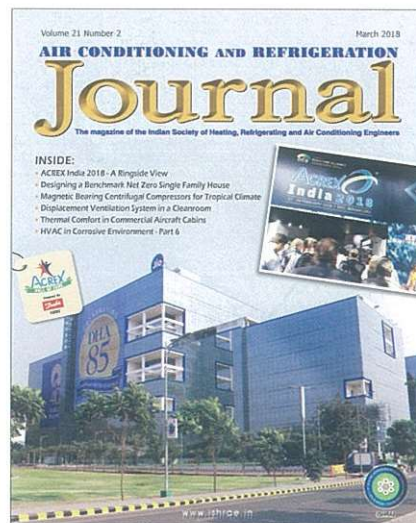 Volume 21 Number 2
March 2018
AIR CONDITIONING AND REFRIGERATION
Journal
The magazine of the Indian Society of Heating, Refrigerating and Air Conditioning Engineers
INSIDE:
• ACREX India 2018 - A Ringside View
• Designing a Benchmark Net Zero Single Family House
• Magnetic Bearing Centrifugal Compressors for Tropical Climate
• Displacement Ventilation System in a Cleanroom
• Thermal Comfort in Commercial Aircraft Cabins
• HVAC in Corrosive Environment - Part 6
ACREX
India 2018
ACREX
Danfoss
85
www.ishrae.in